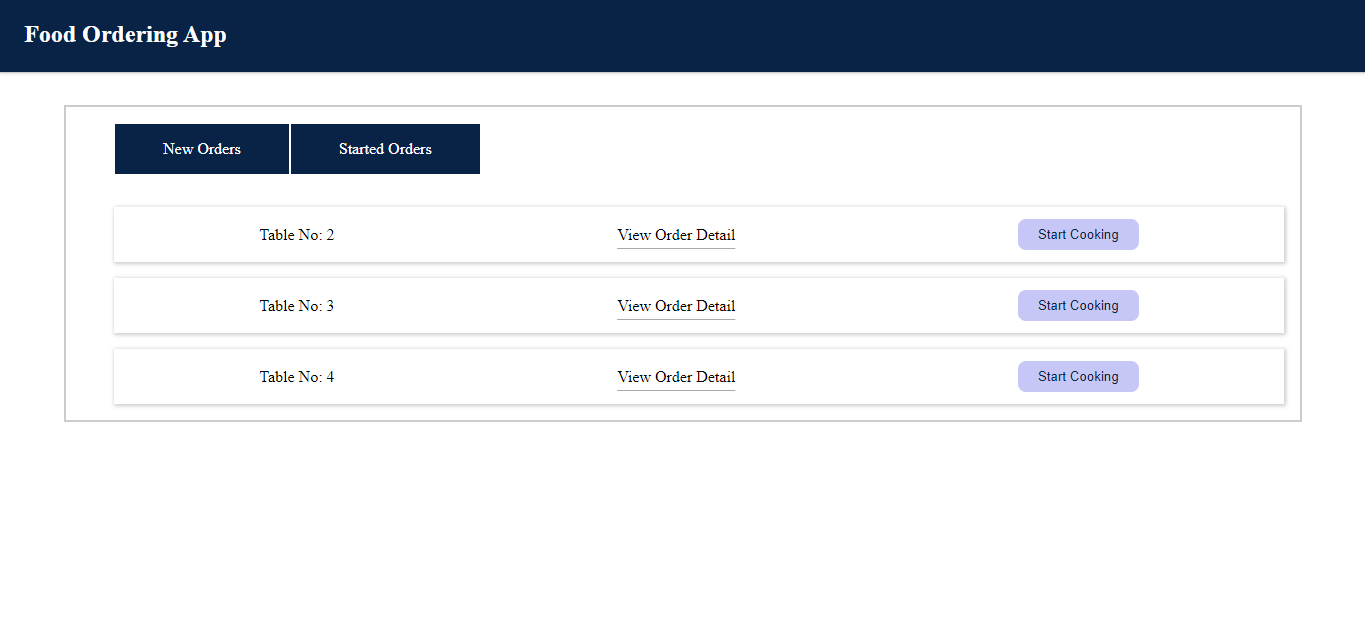 Food Ordering App
New Orders Started Orders
Table No: 2 View Order Detail Start Cooking
Table No: 3 View Order Detail Start Cooking
Table No: 4 View Order Detail Start Cooking